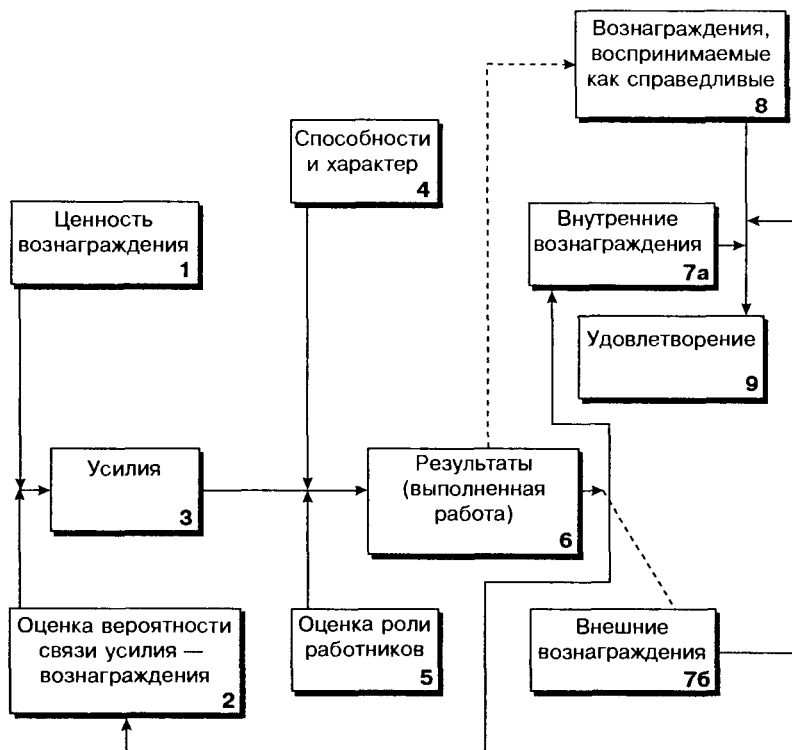 Вознаграждения,
воспринимаемые
как справедливые
8
Способности
и характер
4
Ценность
вознаграждения
1
Внутренние
вознаграждения
7а
Удовлетворение
9
Усилия
3
Результаты
(выполненная
работа)
6
Оценка вероятности
связи усилия —
вознаграждения
2
Оценка роли
работников
5
Внешние
вознаграждения
7б